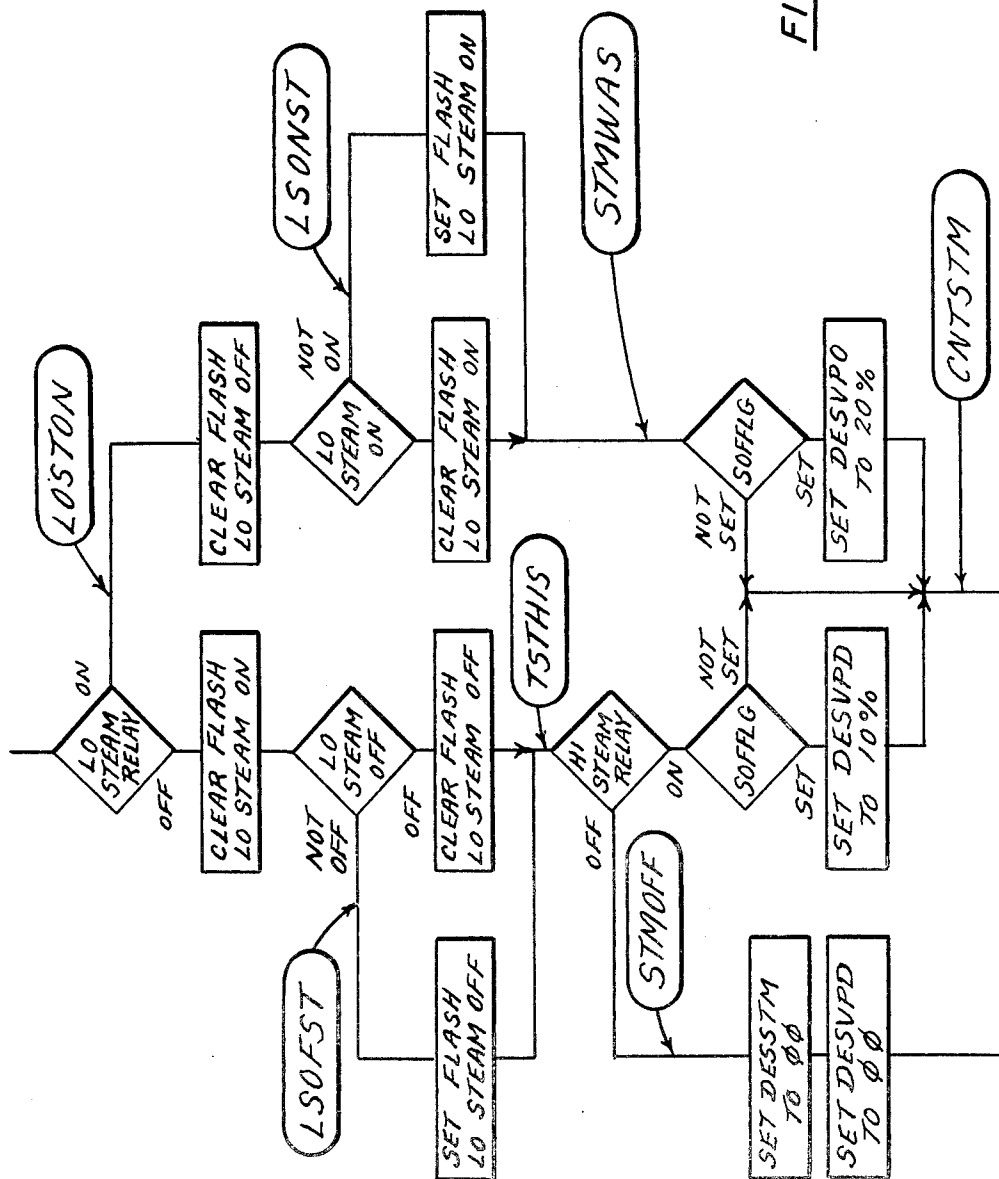 LO
STEAM
RELAY
ON
OFF
LOSTON
CLEAR FLASH
LO STEAM ON
CLEAR FLASH
LO STEAM OFF
LO
STEAM
OFF
NOT
OFF
OFF
LSOFST
LO
STEAM
ON
NOT
ON
LSONST
SET FLASH
LO STEAM OFF
CLEAR FLASH
LO STEAM OFF
CLEAR FLASH
LO STEAM ON
SET FLASH
LO STEAM ON
TSTHIS
STMWAS
HI
STEAM
RELAY
OFF
ON
STMOFF
SOFFLG
NOT
SET
SET
SOFFLG
NOT
SET
SET
SET DESSTM
TO ØØ
SET DESVPD
TO ØØ
SET DESVPD
TO 10%
SET DESVPO
TO 20%
CNTSTM
FI